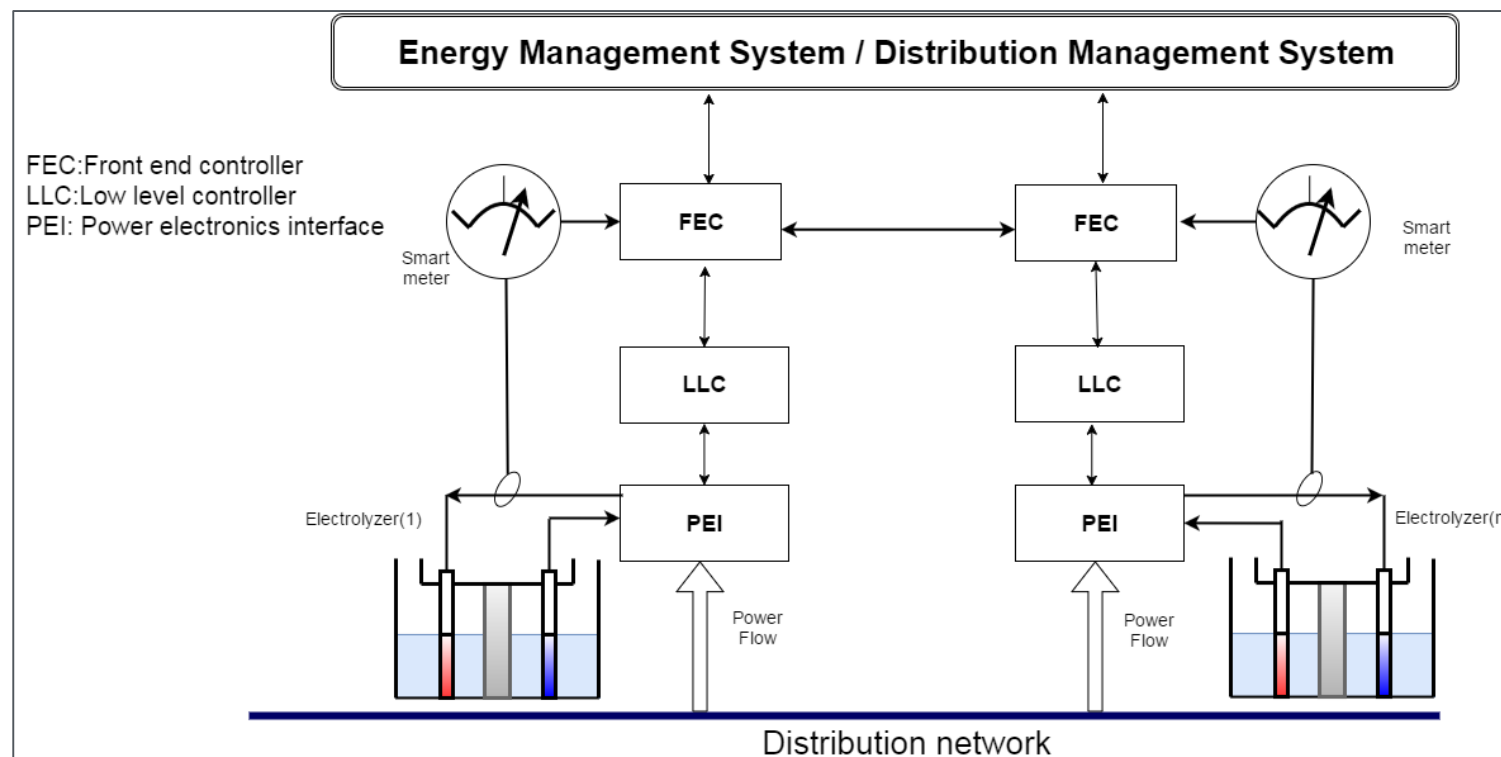 Energy Management System / Distribution Management System
FEC:Front end controller
LLC:Low level controller
PEI: Power electronics interface
FEC
FEC
Smart
meter
Smart
meter
LLC
LLC
Electrolyzer(1)
PEI
PEI
Electrolyzer(
Power
Flow
Power
Flow
Distribution network